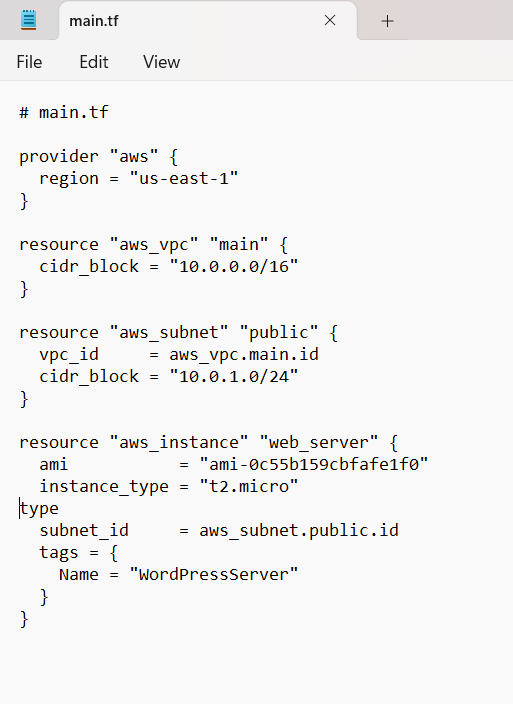 main.tf
File Edit View
# main.tf
provider "aws" {
  region = "us-east-1"
}
resource "aws_vpc" "main" {
  cidr_block = "10.0.0.0/16"
}
resource "aws_subnet" "public" {
  vpc_id     = aws_vpc.main.id
  cidr_block = "10.0.1.0/24"
}
resource "aws_instance" "web_server" {
  ami           = "ami-0c55b159cbfafe1f0"
  instance_type = "t2.micro"
type
  subnet_id     = aws_subnet.public.id
  tags = {
    Name = "WordPressServer"
  }
}